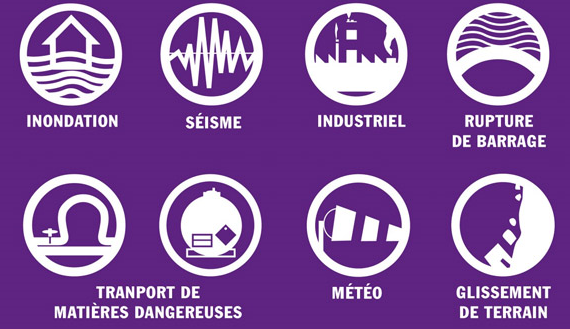 INONDATION
SÉISME
INDUSTRIEL
RUPTURE
DE BARRAGE
TRANPORT DE
MATIÈRES DANGEREUSES
MÉTÉO
GLISSEMENT
DE TERRAIN